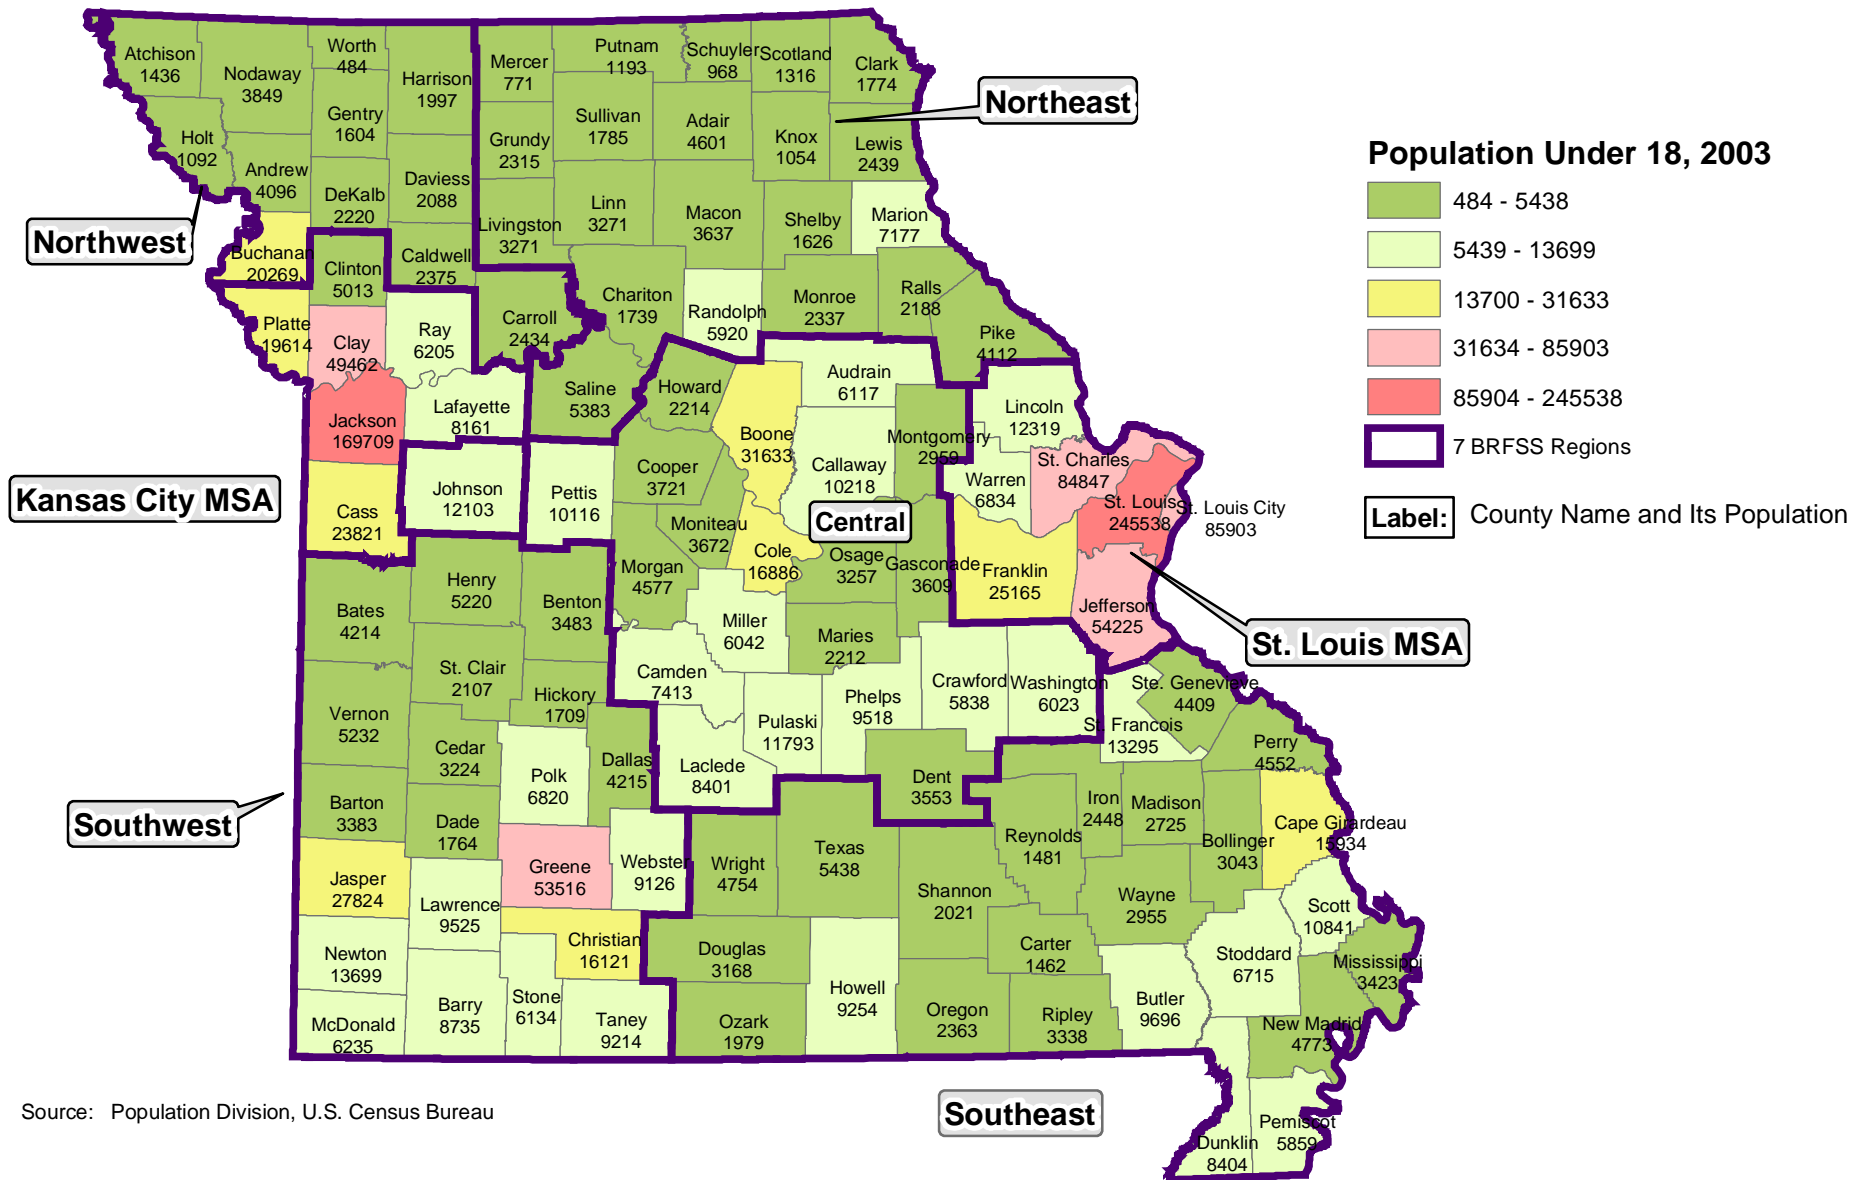 Atchison
1436
Nodaway
3849
Worth
484
Harrison
1997
Mercer
771
Putnam
1193
Schuyler
968
Scotland
1316
Clark
1774
Northeast
Holt
1092
Gentry
1604
Andrew
4096
DeKalb
2220
Daviess
2088
Grundy
2315
Sullivan
1785
Adair
4601
Knox
1054
Lewis
2439
Northwest
Buchanan
20269
Clinton
5013
Caldwell
2375
Livingston
3271
Linn
3271
Macon
3637
Shelby
1626
Marion
7177
Platte
19614
Clay
49462
Ray
6205
Carroll
2434
Chariton
1739
Randolph
5920
Monroe
2337
Ralls
2188
Pike
4112
Jackson
169709
Lafayette
8161
Saline
5383
Howard
2214
Boone
31633
Audrain
6117
Montgomery
2959
Lincoln
12319
Kansas City MSA
Cass
23821
Johnson
12103
Pettis
10116
Cooper
3721
Moniteau
3672
Callaway
10218
Central
Warren
6834
St. Charles
84847
St. Louis
245538
St. Louis City
85903
Bates
4214
Henry
5220
Benton
3483
Morgan
4577
Cole
16886
Osage
3257
Gasconade
3609
Franklin
25165
Jefferson
54225
St. Louis MSA
Miller
6042
Maries
2212
Vernon
5232
St. Clair
2107
Hickory
1709
Camden
7413
Pulaski
11793
Phelps
9518
Crawford
5838
Washington
6023
Ste. Genevieve
4409
St. Francois
13295
Perry
4552
Southwest
Barton
3383
Cedar
3224
Polk
6820
Dallas
4215
Laclede
8401
Dent
3553
Dade
1764
Jasper
27824
Greene
53516
Webster
9126
Wright
4754
Texas
5438
Reynolds
1481
Iron
2448
Madison
2725
Bollinger
3043
Cape Girardeau
15934
Lawrence
9525
Newton
13699
Christian
16121
Douglas
3168
Shannon
2021
Wayne
2955
Scott
10841
McDonald
6235
Barry
8735
Stone
6134
Taney
9214
Ozark
1979
Howell
9254
Oregon
2363
Carter
1462
Ripley
3338
Butler
9696
Stoddard
6715
Mississippi
3423
New Madrid
4773
Southeast
Dunklin
8404
Pemiscot
5859
Population Under 18, 2003
484 - 5438
5439 - 13699
13700 - 31633
31634 - 85903
85904 - 245538
7 BRFSS Regions
Label: County Name and Its Population
Source: Population Division, U.S. Census Bureau